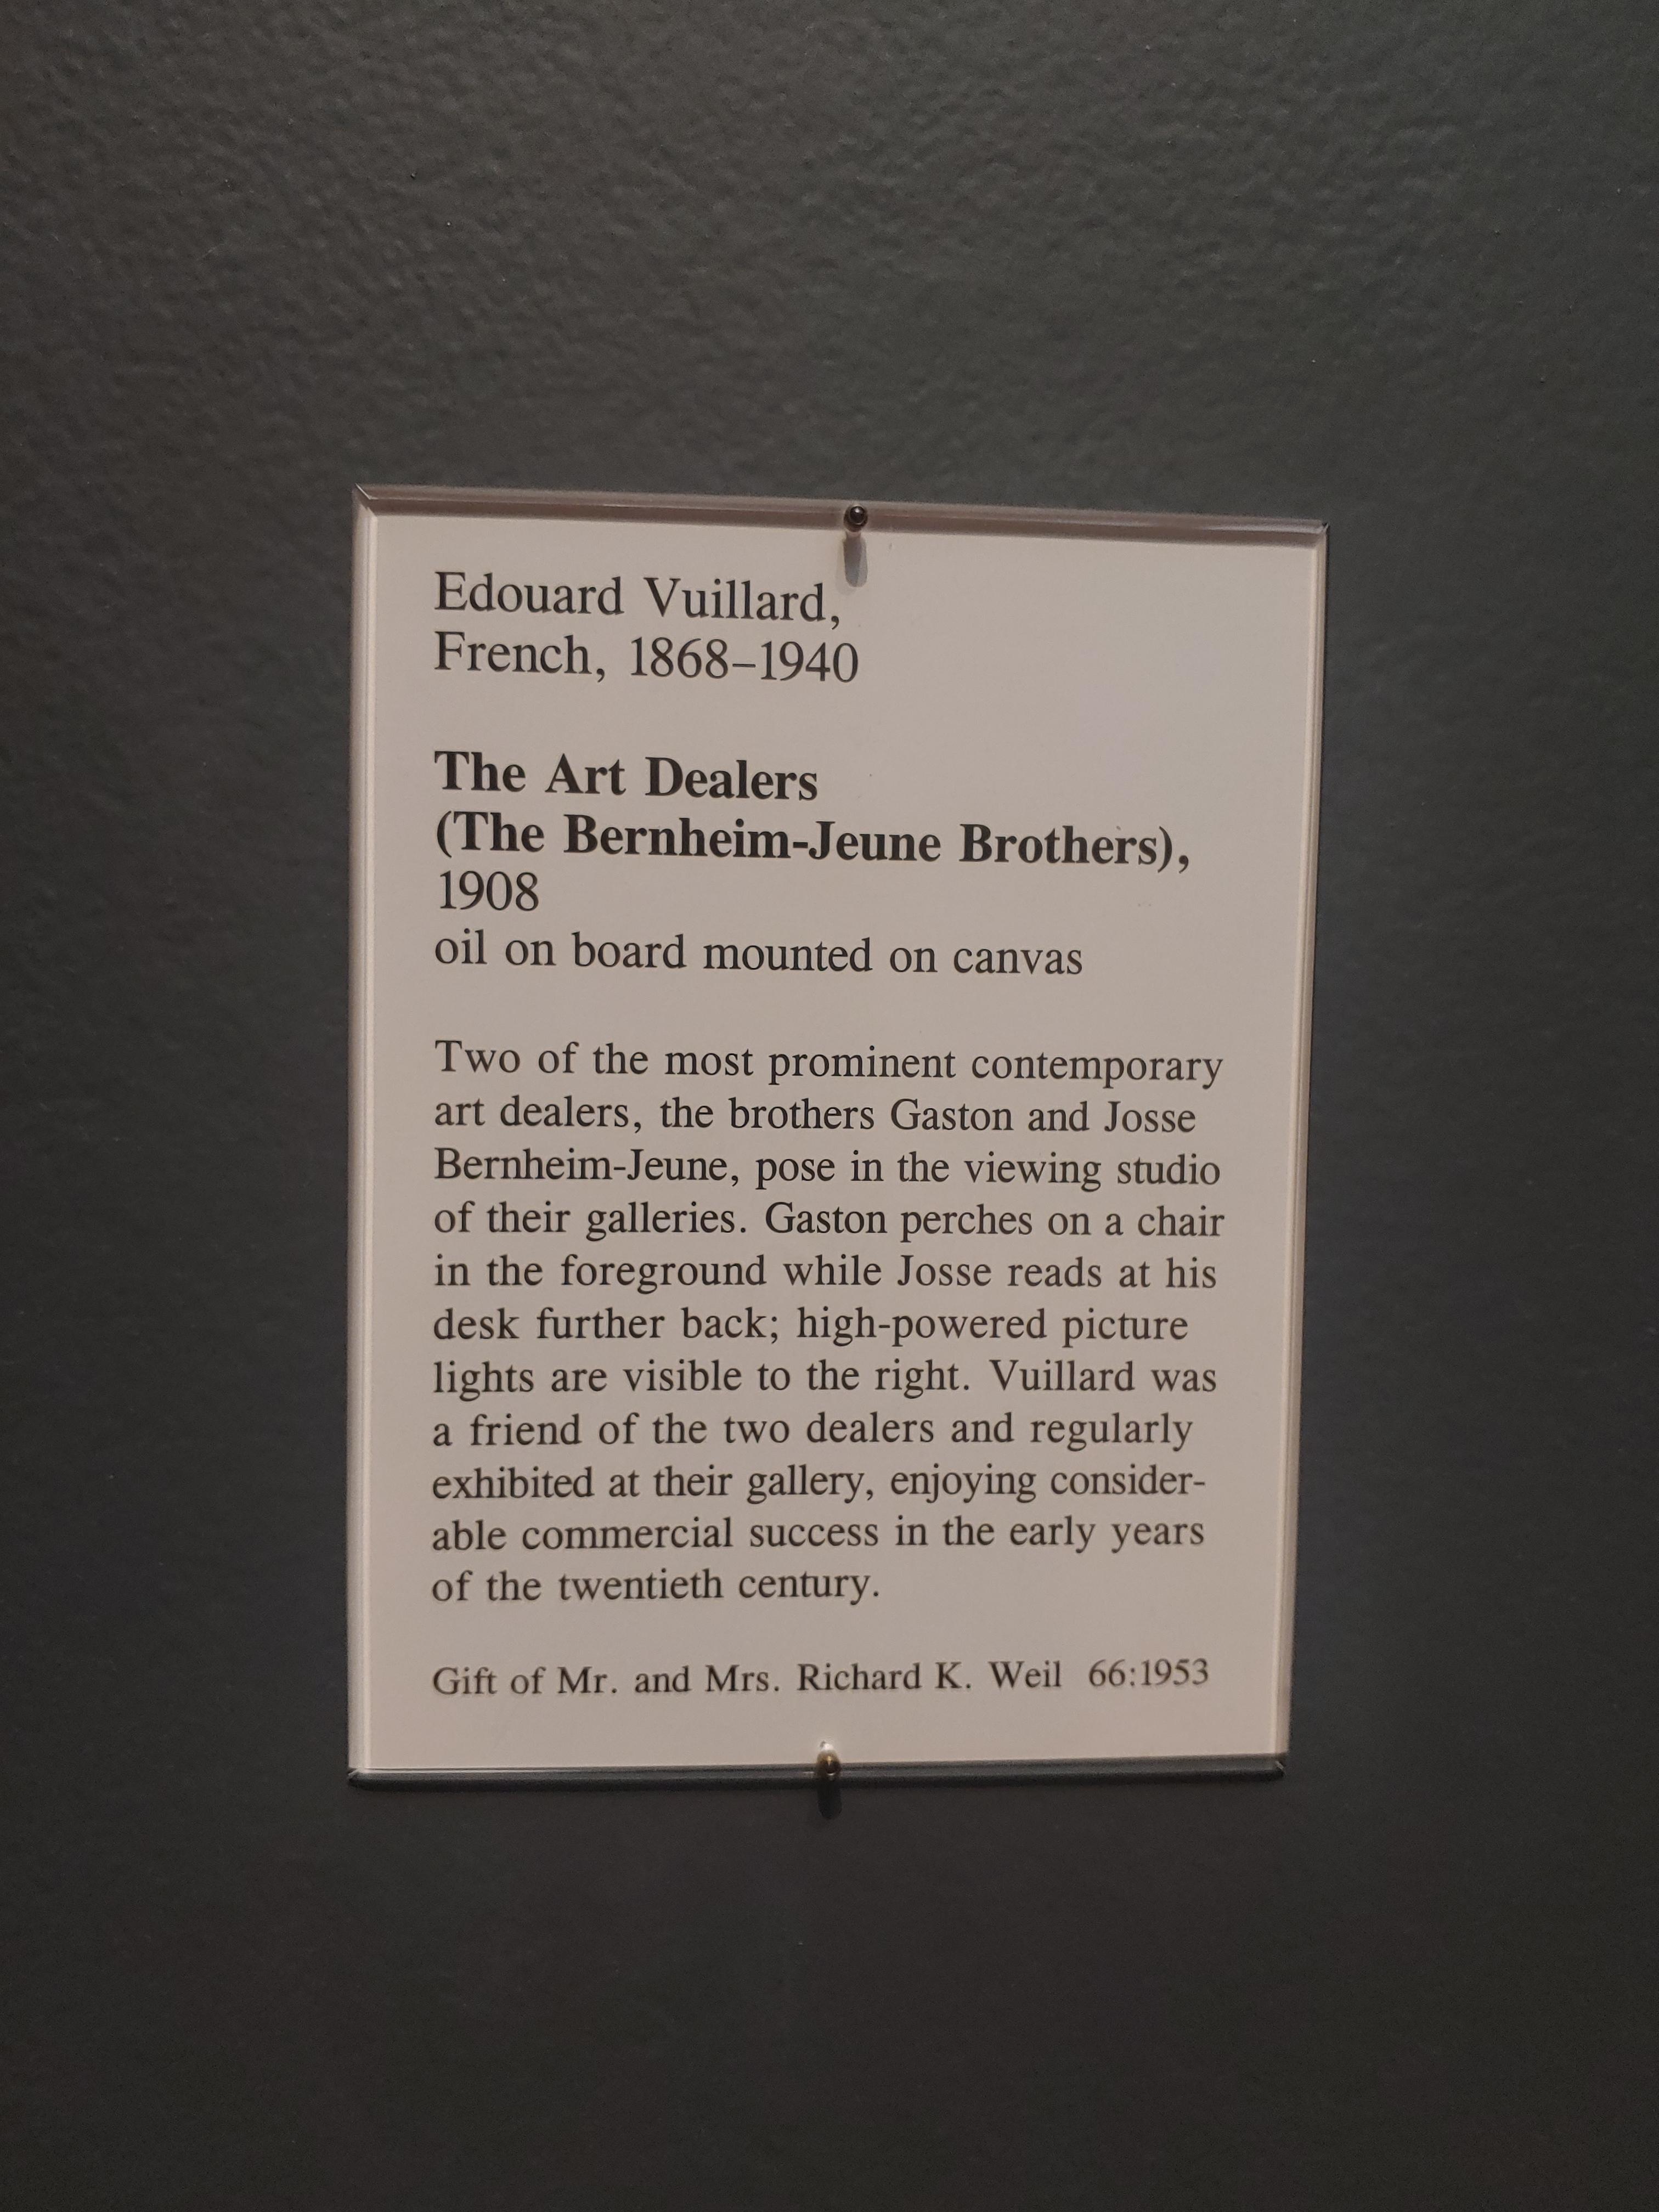 Edouard Vuillard,
French, 1868–1940
The Art Dealers
(The Bernheim-Jeune Brothers),
1908
oil on board mounted on canvas
Two of the most prominent contemporary
art dealers, the brothers Gaston and Josse
Bernheim-Jeune, pose in the viewing studio
of their galleries. Gaston perches on a chair
in the foreground while Josse reads at his
desk further back; high-powered picture
lights are visible to the right. Vuillard was
a friend of the two dealers and regularly
exhibited at their gallery, enjoying consider-
able commercial success in the early years
of the twentieth century.
Gift of Mr. and Mrs. Richard K. Weil 66:1953